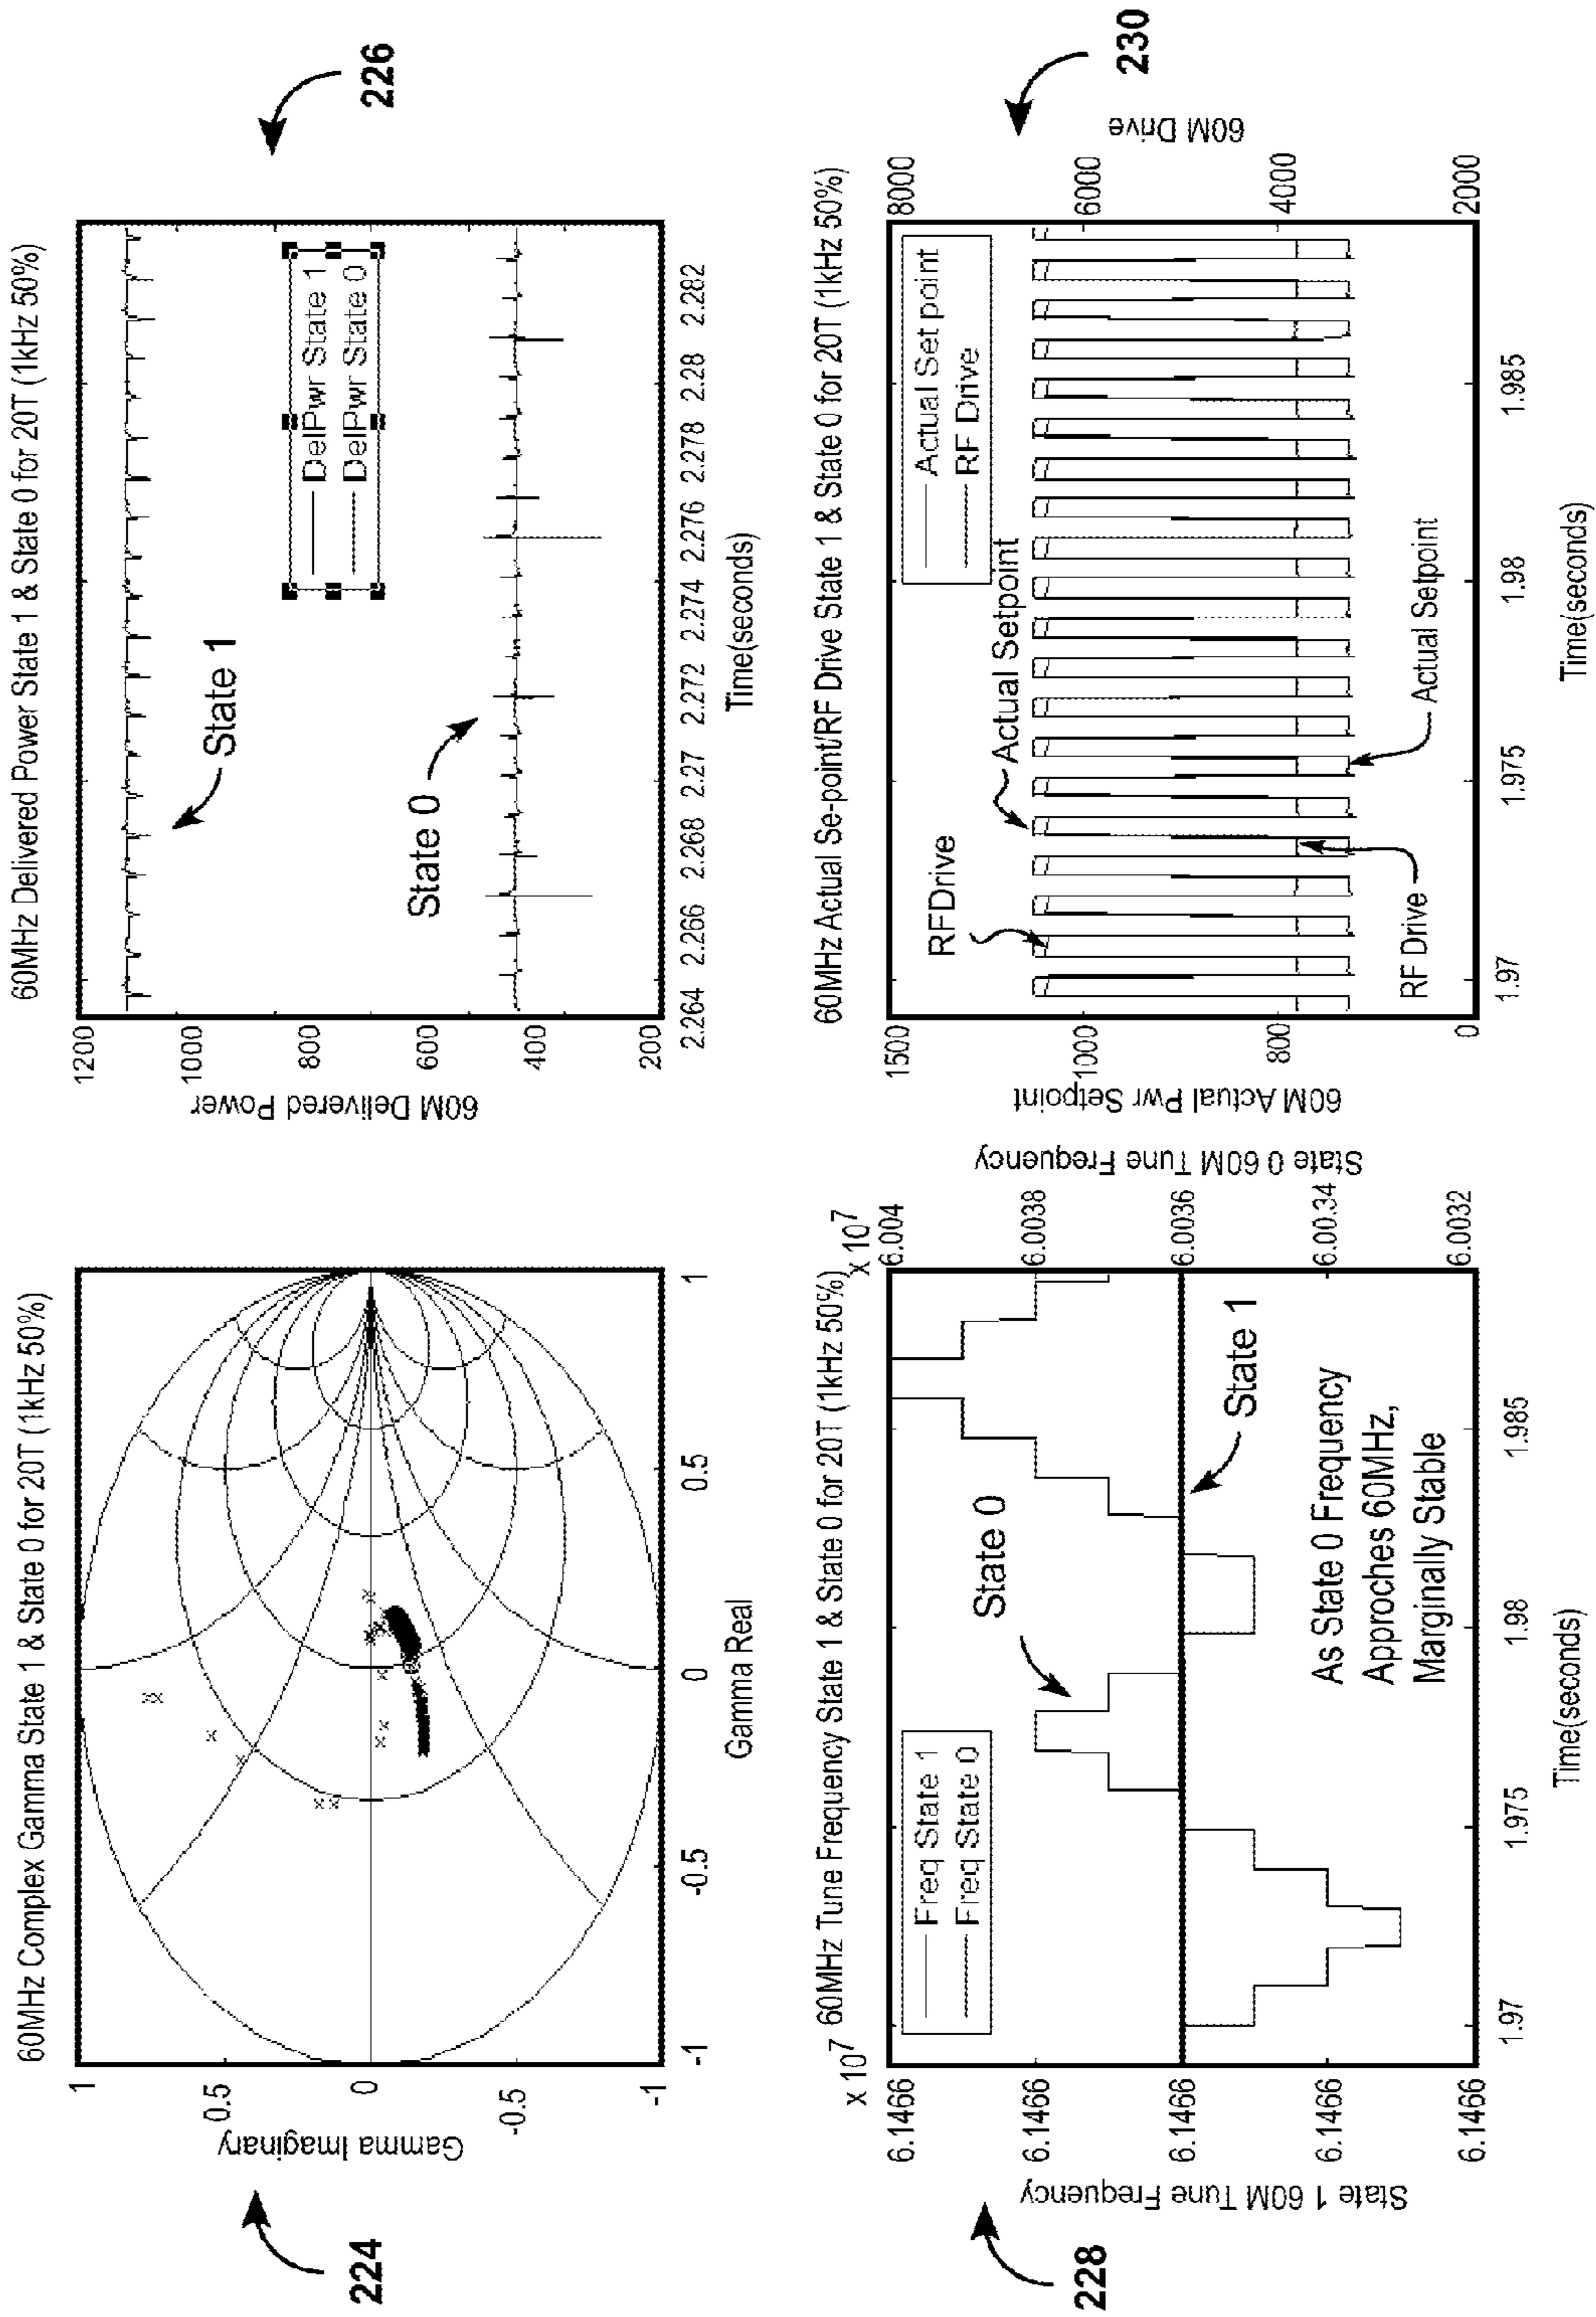 60MHz Complex Gamma State 1 & State 0 for 20T (1kHz 50%)
1
0.5
0
-0.5
-1
Gamma Imaginary
-1
-0.5
0
0.5
1
Gamma Real
224
60MHz Delivered Power State 1 & State 0 for 20T (1kHz 50%)
1200
1000
800
600
400
200
60M Delivered Power
State 1
State 0
DelPwr State 1
DelPwr State 0
2.264
2.266
2.268
2.27
2.272
2.274
2.276
2.278
2.28
2.282
Time(seconds)
226
60MHz Tune Frequency State 1 & State 0 for 20T (1kHz 50%)
x 10⁷
x 10⁷
6.1466
6.1466
6.1466
6.1466
6.1466
State 1 60M Tune Frequency
Freq State 1
Freq State 0
State 0
State 1
As State 0 Frequency
Approches 60MHz,
Marginally Stable
6.004
6.0038
6.0036
6.00.34
6.0032
State 0 60M Tune Frequency
1.97
1.975
1.98
1.985
Time(seconds)
228
60MHz Actual Se-point/RF Drive State 1 & State 0 for 20T (1kHz 50%)
1500
1000
800
0
60M Actual Pwr Setpoint
RFDrive
Actual Setpoint
Actual Set point
RF Drive
RF Drive
Actual Setpoint
8000
6000
4000
2000
60M Drive
1.97
1.975
1.98
1.985
Time(seconds)
230